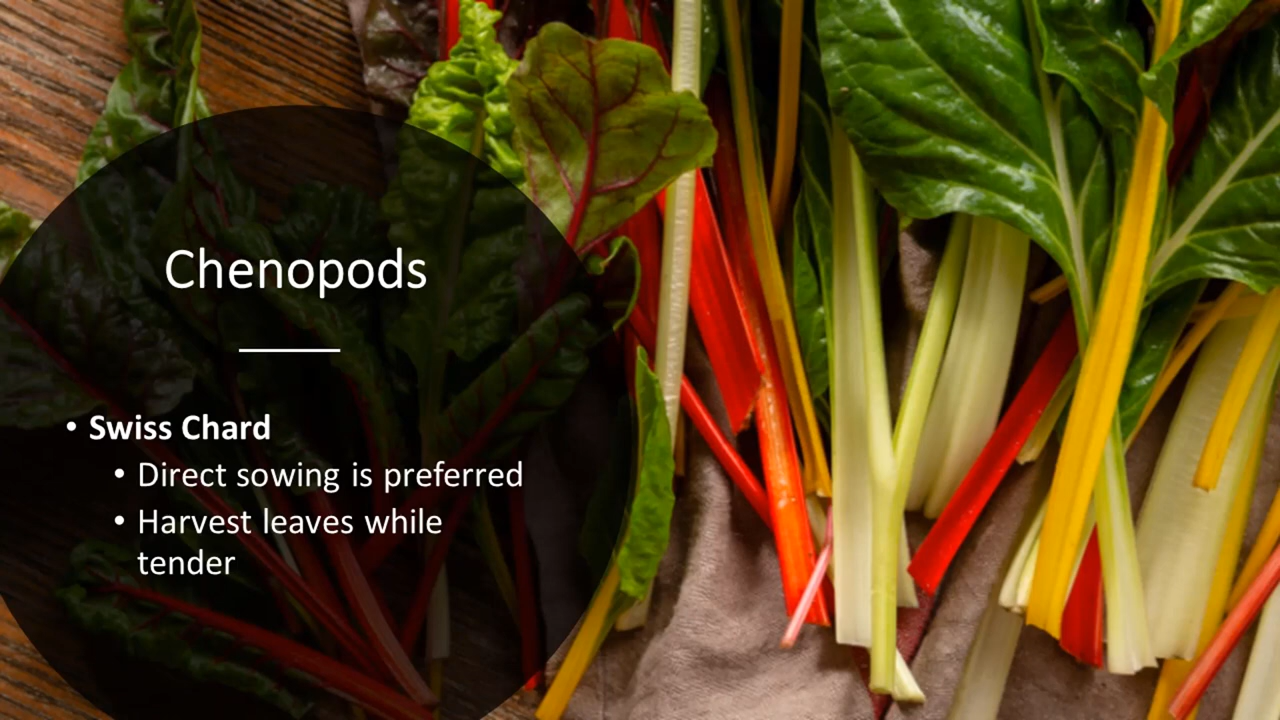 Chenopods
• Swiss Chard
• Direct sowing is preferred
• Harvest leaves while
tender